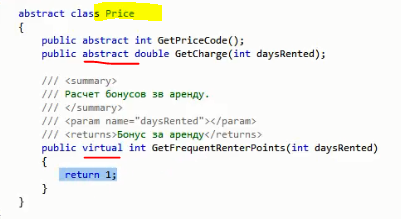 abstract class Price
{
public abstract int GetPriceCode();
public abstract double GetCharge(int daysRented);
/// <summary>
/// Расчет бонусов зв аренду.
/// </summary>
/// <param name="daysRented"></param>
/// <returns>Бонус за аренду</returns>
public virtual int GetFrequentRenterPoints(int daysRented)
{
return 1;
}
}